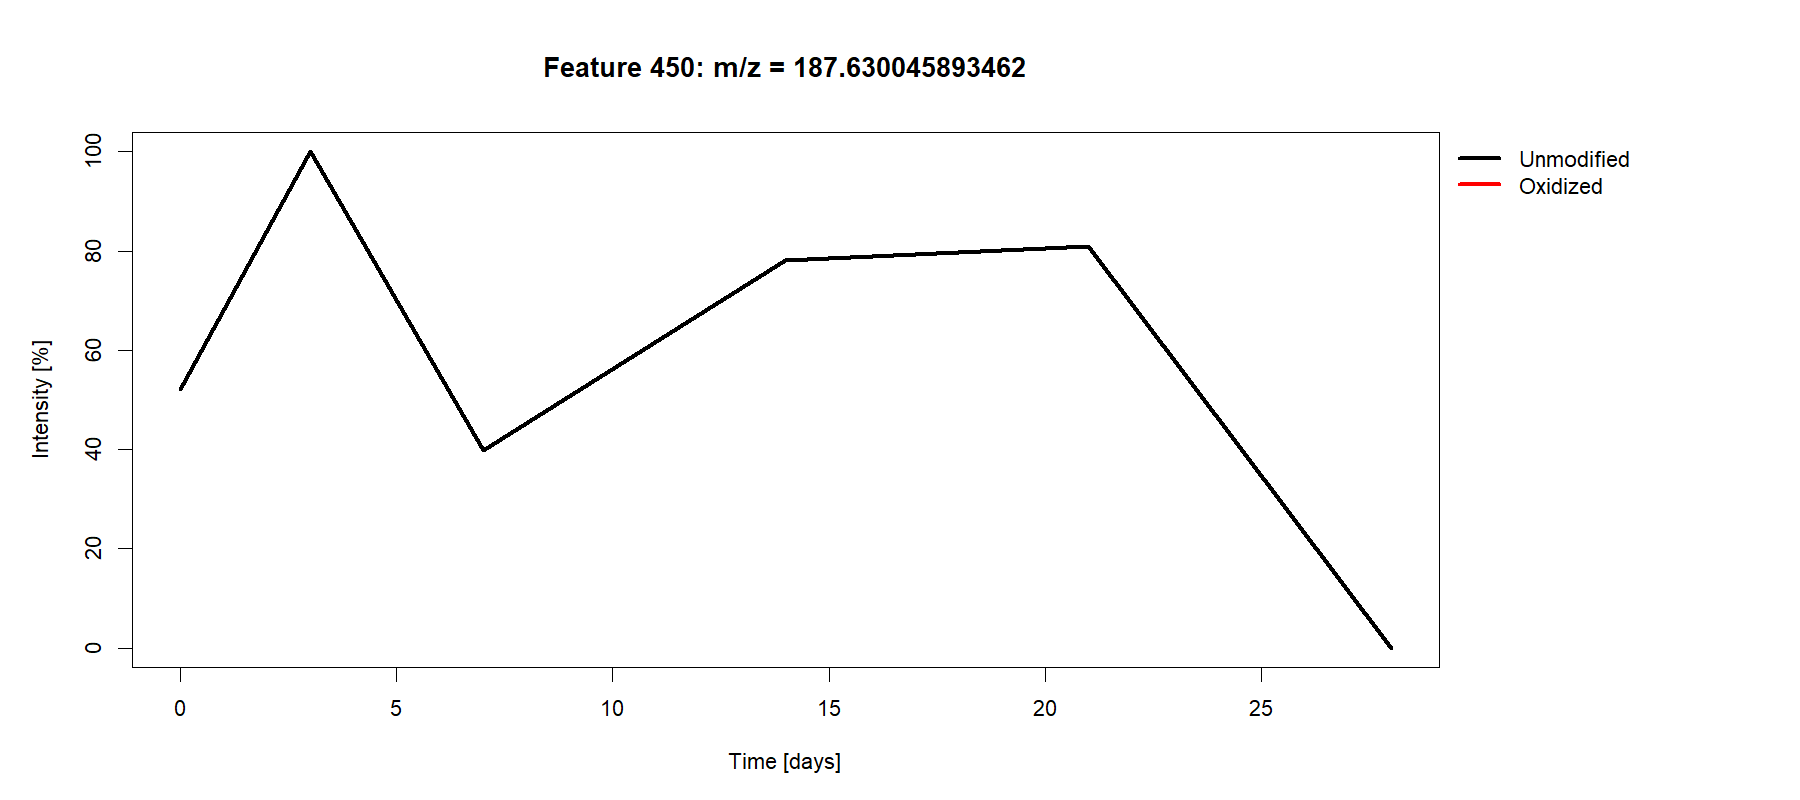 Feature 450: m/z = 187.630045893462
Unmodified
Oxidized
Intensity [%]
100
80
60
40
20
0
0 5 10 15 20 25
Time [days]